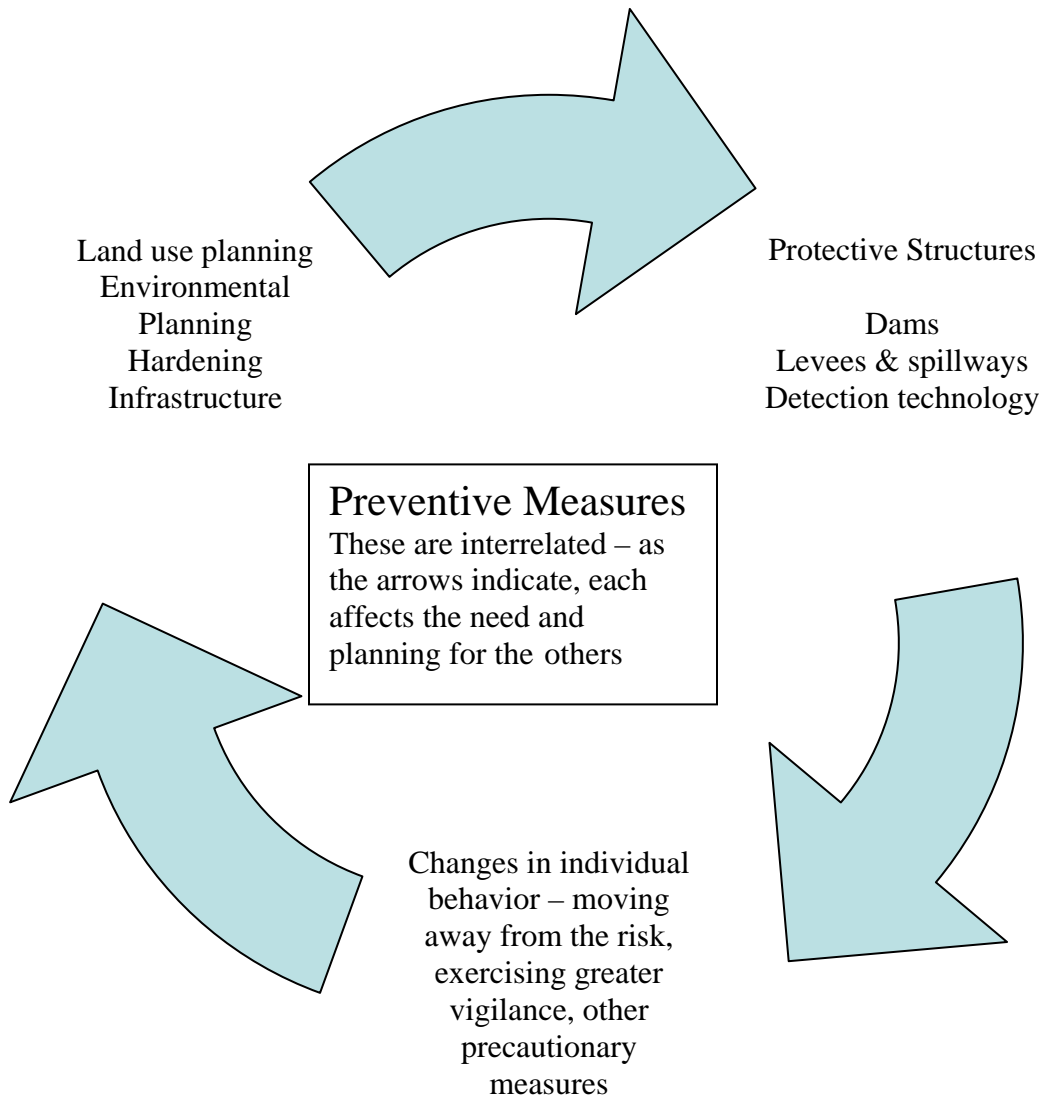 Land use planning
Environmental
Planning
Hardening
Infrastructure
Protective Structures
Dams
Levees & spillways
Detection technology
Preventive Measures
These are interrelated – as
the arrows indicate, each
affects the need and
planning for the others
Changes in individual
behavior – moving
away from the risk,
exercising greater
vigilance, other
precautionary
measures